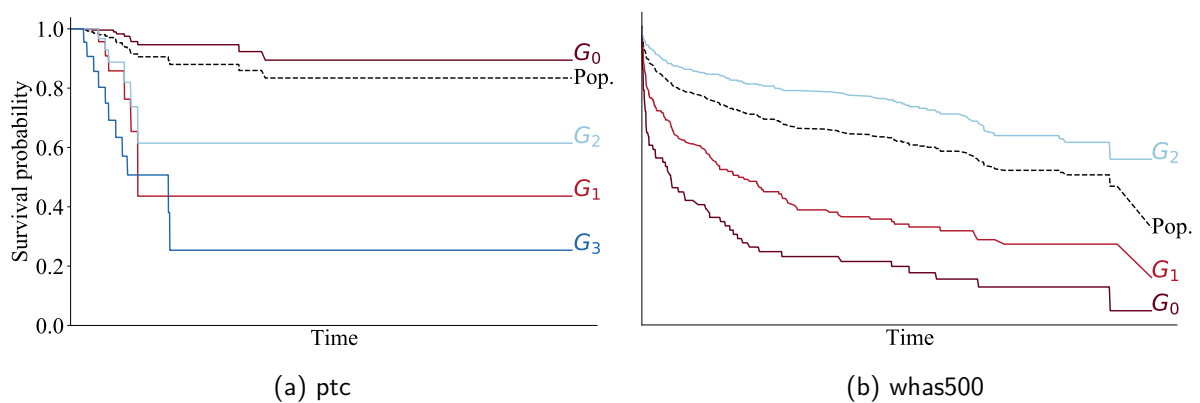 1.0
0.8
0.6
0.4
0.2
0.0
Survival probability
Time
G0
Pop.
G2
G1
G3
(a) ptc
G2
Pop.
G1
G0
Time
(b) whas500